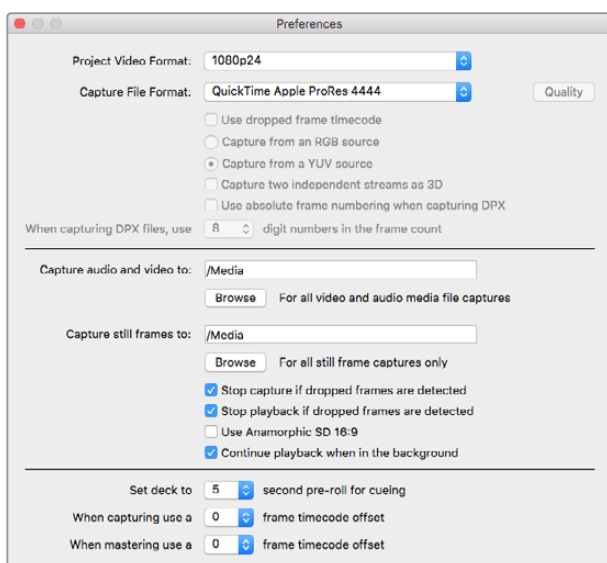 Preferences
Project Video Format: 1080p24
Capture File Format: QuickTime Apple ProRes 4444 Quality
Use dropped frame timecode
Capture from an RGB source
Capture from a YUV source
Capture two independent streams as 3D
Use absolute frame numbering when capturing DPX
When capturing DPX files, use 8 digit numbers in the frame count
Capture audio and video to: /Media
Browse For all video and audio media file captures
Capture still frames to: /Media
Browse For all still frame captures only
Stop capture if dropped frames are detected
Stop playback if dropped frames are detected
Use Anamorphic SD 16:9
Continue playback when in the background
Set deck to 5 second pre-roll for cueing
When capturing use a 0 frame timecode offset
When mastering use a 0 frame timecode offset